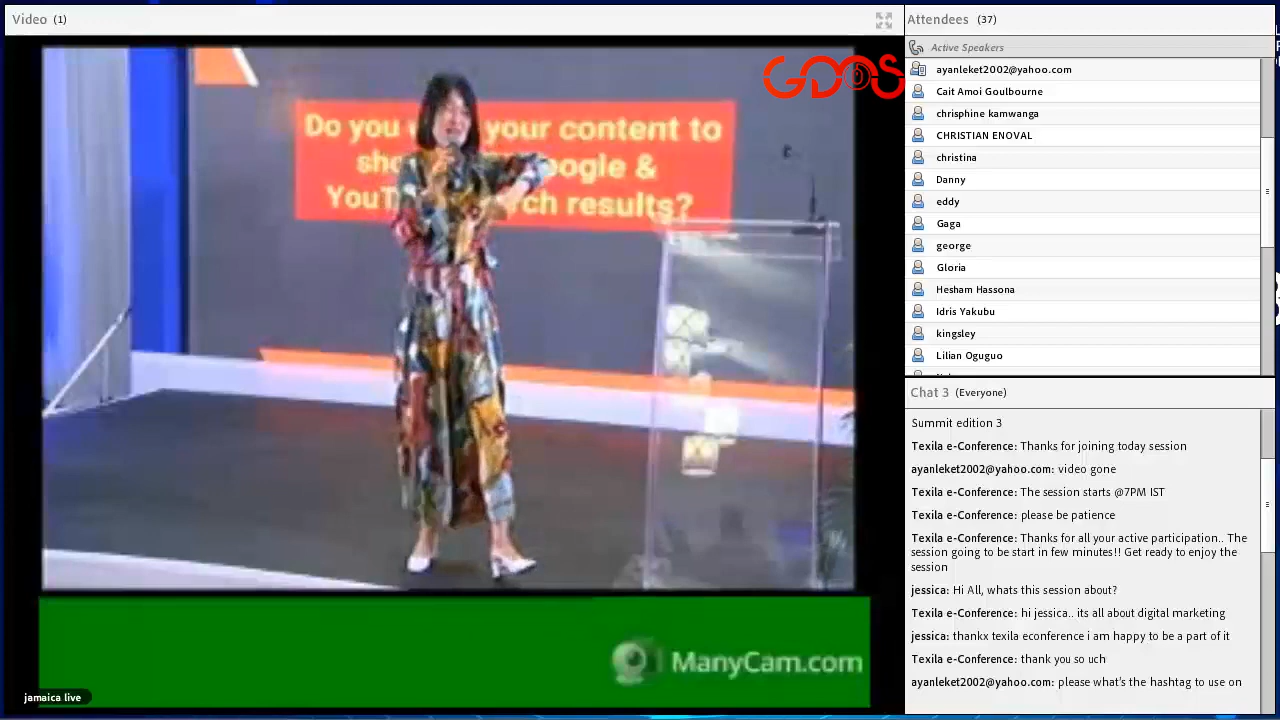 Video (1)
GDMS
Do you your content to
Google &
results?
ManyCam.com
jamaica live
Attendees (37)
Active Speakers
ayanleket2002@yahoo.com
Cait Amoi Goulbourne
chrisphine kamwanga
CHRISTIAN ENOVAL
christina
Danny
eddy
Gaga
george
Gloria
Hesham Hassona
Idris Yakubu
kingsley
Lilian Oguguo
Chat 3 (Everyone)
Summit edition 3
Texila e-Conference: Thanks for joining today session
ayanleket2002@yahoo.com: video gone
Texila e-Conference: The session starts @7PM IST
Texila e-Conference: please be patience
Texila e-Conference: Thanks for all your active participation.. The
session going to be start in few minutes!! Get ready to enjoy the
session
jessica: Hi All, whats this session about?
Texila e-Conference: hi jessica.. its all about digital marketing
jessica: thankx texila econference i am happy to be a part of it
Texila e-Conference: thank you so uch
ayanleket2002@yahoo.com: please what's the hashtag to use on